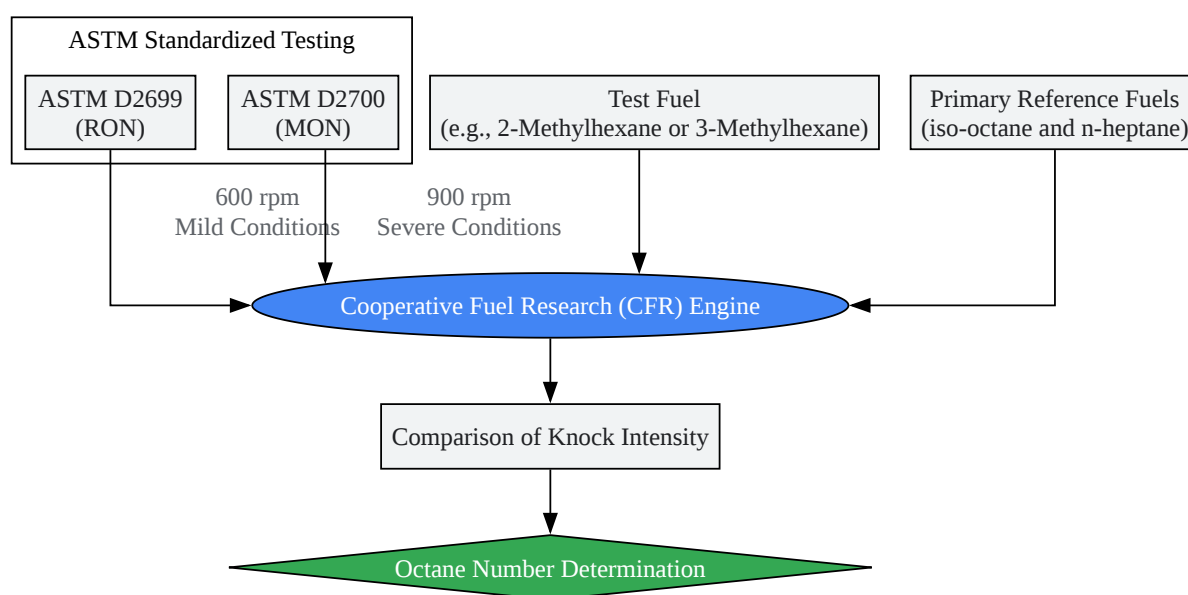 ASTM Standardized Testing
ASTM D2699
(RON)
ASTM D2700
(MON)
Test Fuel
(e.g., 2-Methylhexane or 3-Methylhexane)
Primary Reference Fuels
(iso-octane and n-heptane)
600 rpm
Mild Conditions
900 rpm
Severe Conditions
Cooperative Fuel Research (CFR) Engine
Comparison of Knock Intensity
Octane Number Determination